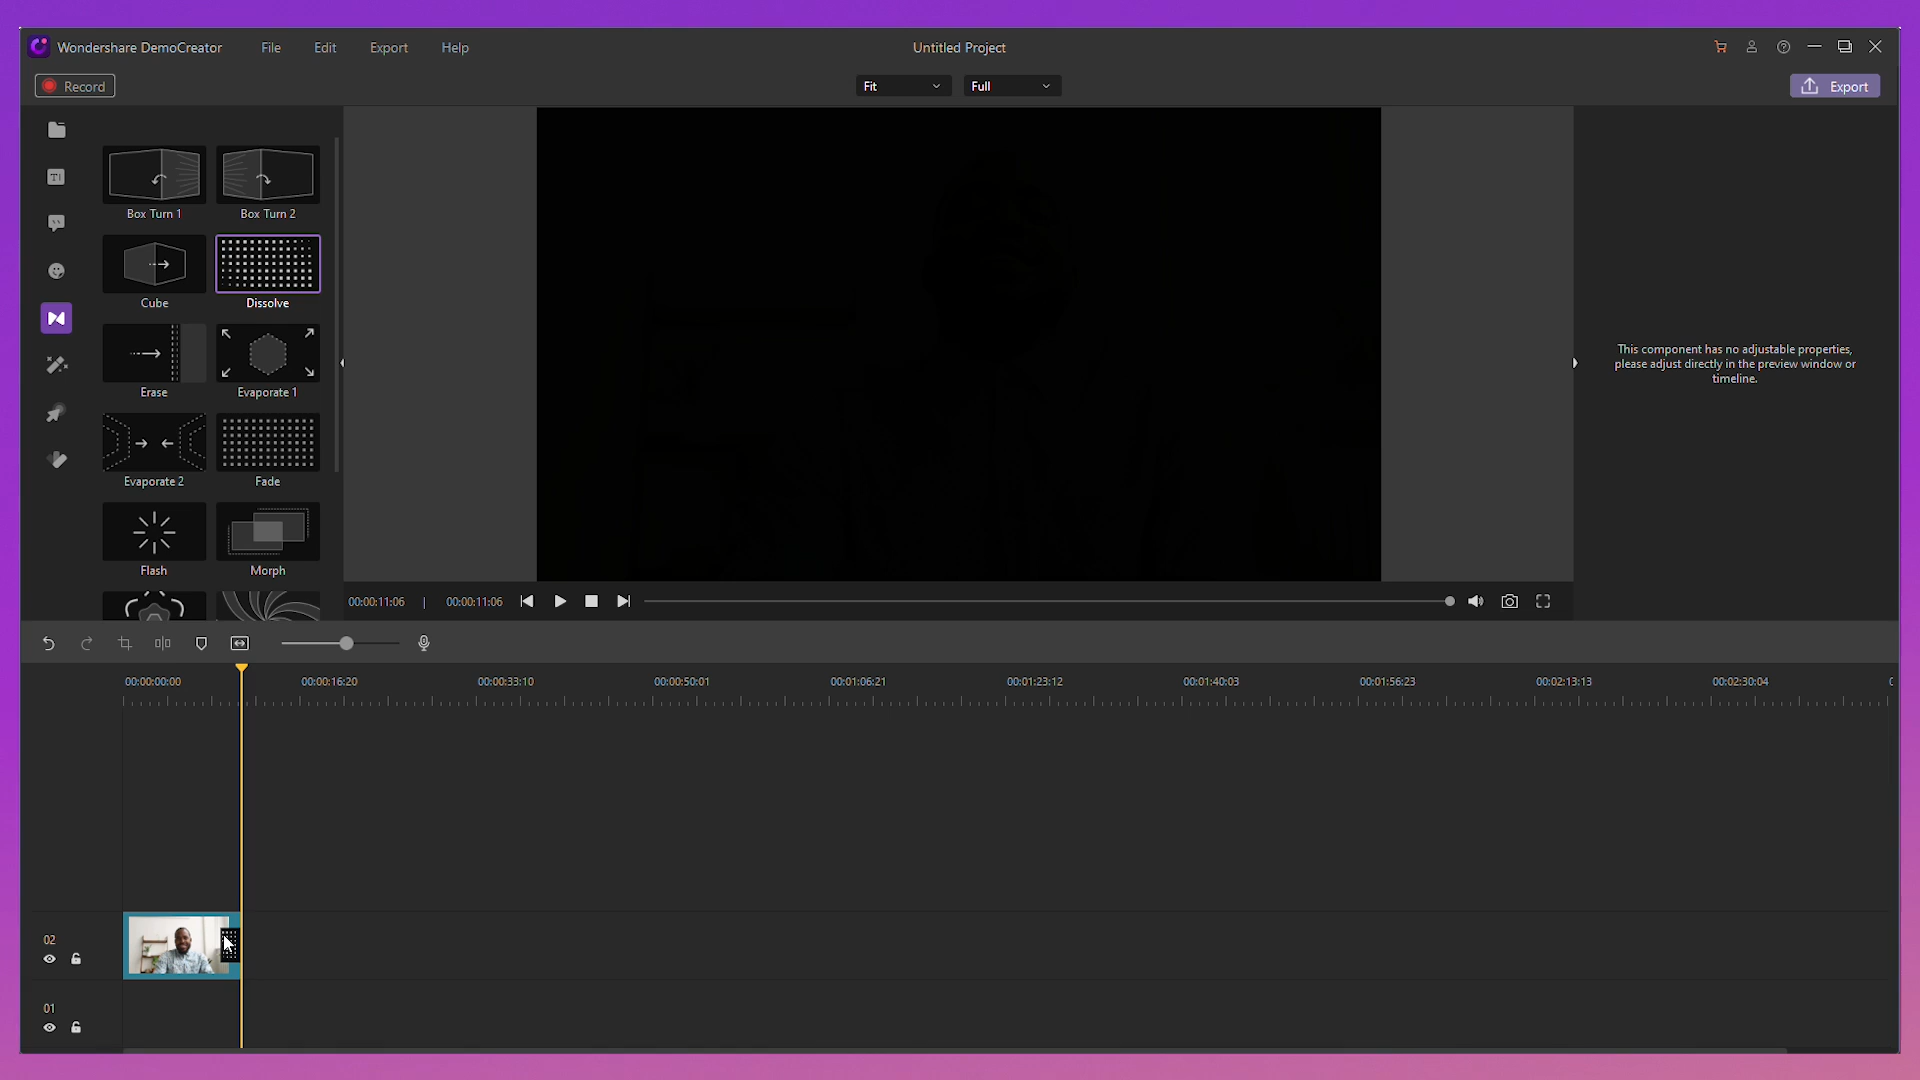 Wondershare DemoCreator File Edit Export Help Untitled Project
Record Fit Full Export
Box Turn 1 Box Turn 2
Cube Dissolve
Erase Evaporate 1
Evaporate 2 Fade
Flash Morph
This component has no adjustable properties,
please adjust directly in the preview window or
timeline.
00:00:11:06 | 00:00:11:06
00:00:00:00 00:00:16:20 00:00:33:10 00:00:50:01 00:01:06:21 00:01:23:12 00:01:40:03 00:01:56:23 00:02:13:13 00:02:30:04
02
01